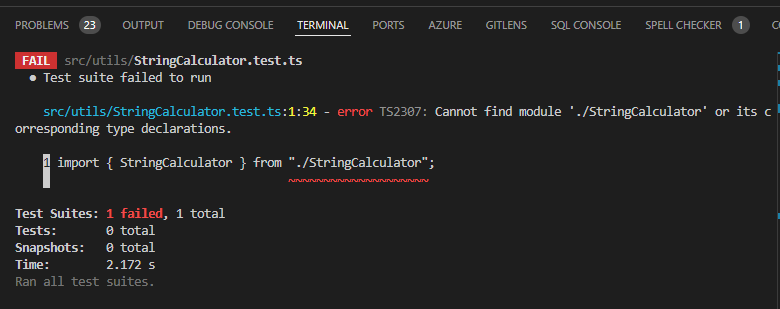 PROBLEMS 23 OUTPUT DEBUG CONSOLE TERMINAL PORTS AZURE GITLENS SQL CONSOLE SPELL CHECKER 1 CO
FAIL src/utils/StringCalculator.test.ts
● Test suite failed to run
src/utils/StringCalculator.test.ts:1:34 - error TS2307: Cannot find module './StringCalculator' or its c
orresponding type declarations.
1 import { StringCalculator } from "./StringCalculator";
~~~~~~~~~~~~~~~~~~~~
Test Suites: 1 failed, 1 total
Tests: 0 total
Snapshots: 0 total
Time: 2.172 s
Ran all test suites.